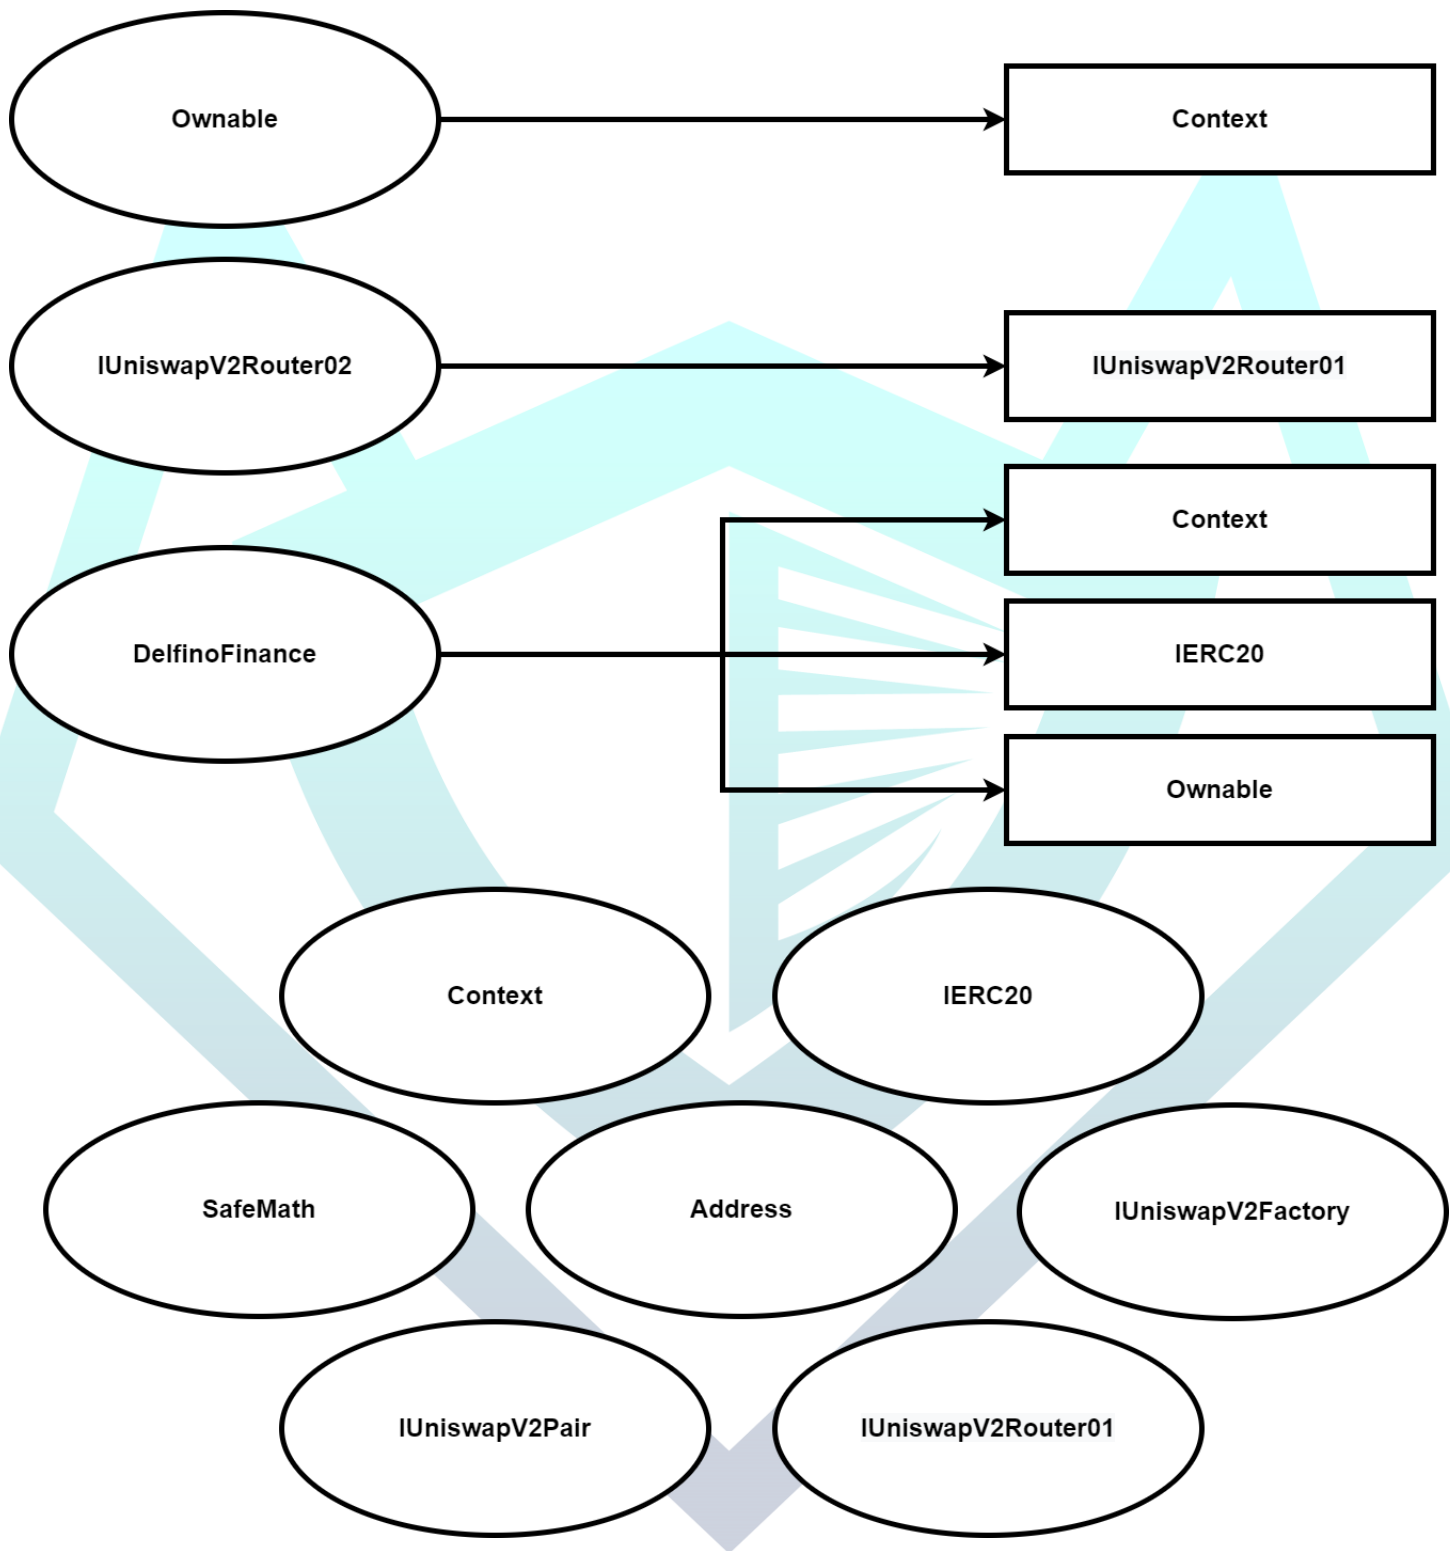 Ownable
Context
IUniswapV2Router02
IUniswapV2Router01
Context
DelfinoFinance
IERC20
Ownable
Context
IERC20
SafeMath
Address
IUniswapV2Factory
IUniswapV2Pair
IUniswapV2Router01